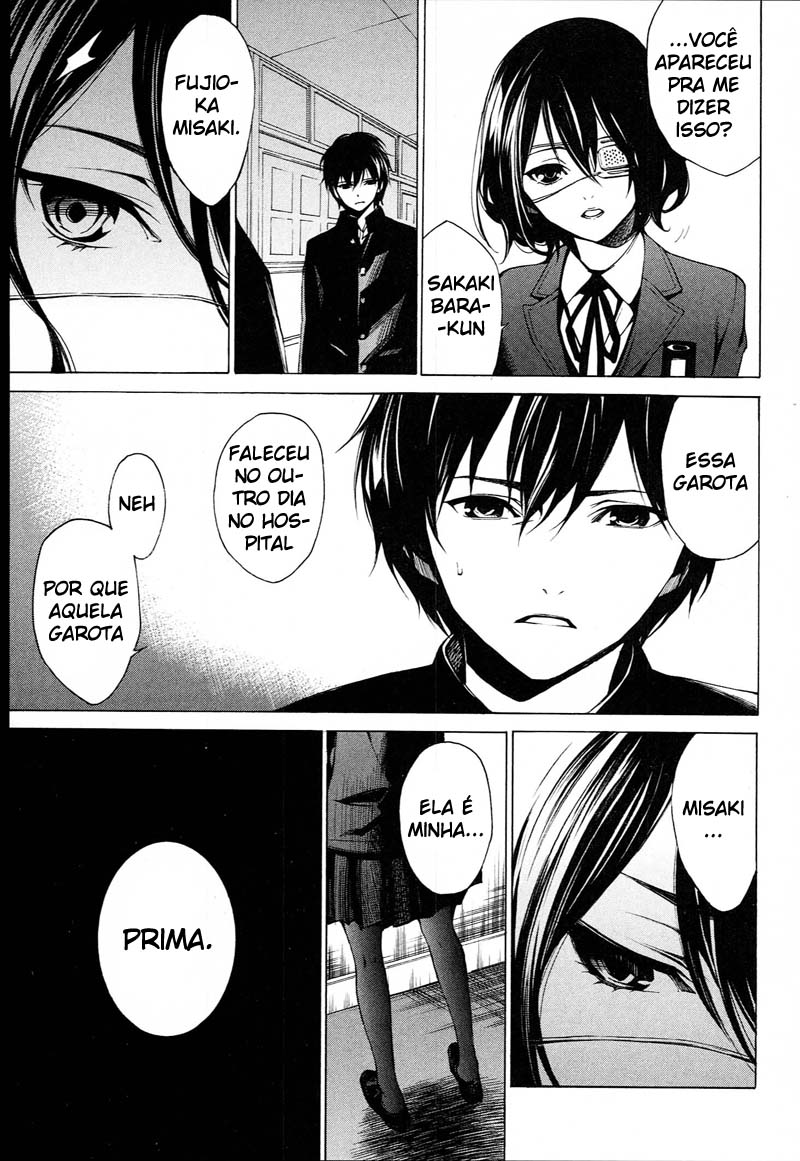 ...VOCÊ
APARECEU
PRA ME
DIZER
ISSO?
SAKAKI
BARA-
-KUN
FUJIO-
KA
MISAKI.
ESSA
GAROTA
FALECEU
NO OU-
TRO DIA
NO HOS-
PITAL
NEH
POR QUE
AQUELA
GAROTA
MISAKI
...
ELA É
MINHA...
PRIMA.